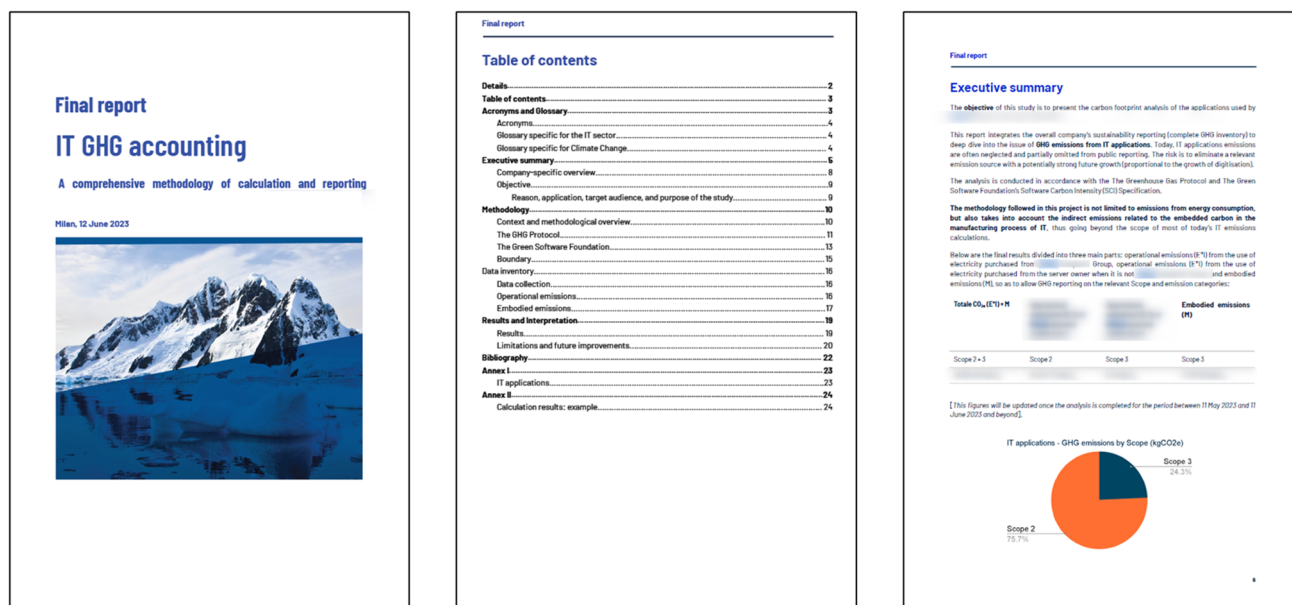 Final report
IT GHG accounting
A comprehensive methodology of calculation and reporting
Milan, 12 June 2023
Final report
Table of contents
Details 2
Table of contents 3
Acronyms and Glossary 3
Acronyms 4
Glossary specific for the IT sector 4
Glossary specific for Climate Change 4
Executive summary 5
Company-specific overview 8
Objective 9
Reason, application, target audience, and purpose of the study 9
Methodology 10
Context and methodological overview 10
The GHG Protocol 11
The Green Software Foundation 13
Boundary 15
Data inventory 16
Data collection 16
Operational emissions 16
Embodied emissions 17
Results and Interpretation 19
Results 19
Limitations and future improvements 20
Bibliography 22
Annex I 23
IT applications 23
Annex II 24
Calculation results: example 24
Final report
Executive summary
The objective of this study is to present the carbon footprint analysis of the applications used by
This report integrates the overall company's sustainability reporting (complete GHG inventory) to
deep dive into the issue of GHG emissions from IT applications. Today, IT applications emissions
are often neglected and partially omitted from public reporting. The risk is to eliminate a relevant
emission source with a potentially strong future growth (proportional to the growth of digitisation).
The analysis is conducted in accordance with the The Greenhouse Gas Protocol and The Green
Software Foundation's Software Carbon Intensity (SCI) Specification.
The methodology followed in this project is not limited to emissions from energy consumption,
but also takes into account the indirect emissions related to the embedded carbon in the
manufacturing process of IT, thus going beyond the scope of most of today's IT emissions
calculations.
Below are the final results divided into three main parts: operational emissions (E*I) from the use of
electricity purchased from Group, operational emissions (E*I) from the use of
electricity purchased from the server owner when it is not and embodied
emissions (M), so as to allow GHG reporting on the relevant Scope and emission categories:
Totale CO₂ₑ (E*I) + M Embodied emissions
(M)
Scope 2 + 3 Scope 2 Scope 3 Scope 3
[This figures will be updated once the analysis is completed for the period between 11 May 2023 and 11
June 2023 and beyond].
IT applications - GHG emissions by Scope (kgCO2e)
Scope 3
24.3%
Scope 2
75.7%